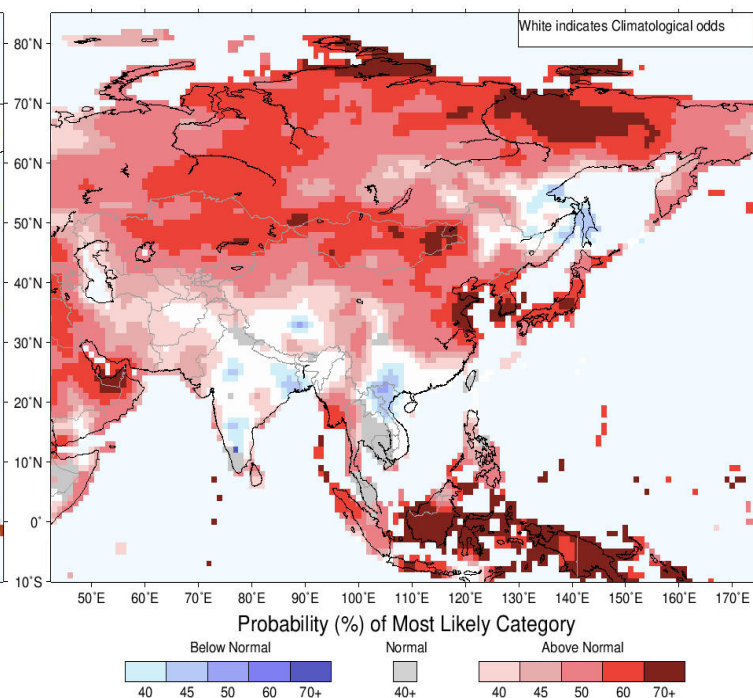 White indicates Climatological odds
80˚N
70˚N
60˚N
50˚N
40˚N
30˚N
20˚N
10˚N
0˚
10˚S
50˚E 60˚E 70˚E 80˚E 90˚E 100˚E 110˚E 120˚E 130˚E 140˚E 150˚E 160˚E 170˚E
Probability (%) of Most Likely Category
Below Normal Normal Above Normal
40 45 50 60 70+ 40+ 40 45 50 60 70+